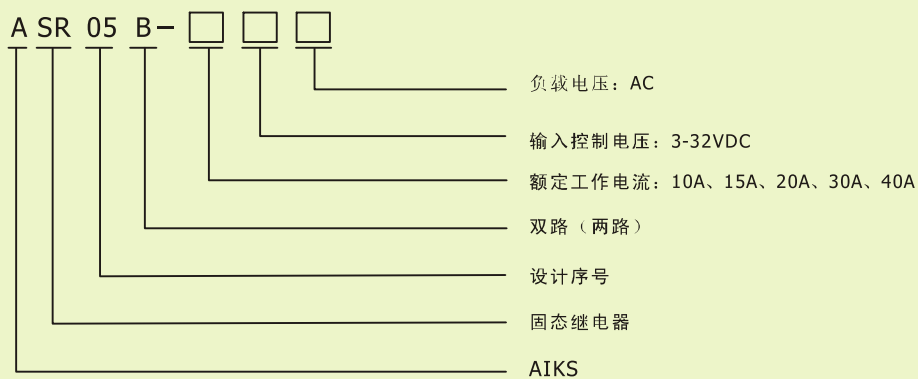 A SR 05 B-□□□
负载电压：AC
输入控制电压：3-32VDC
额定工作电流：10A、15A、20A、30A、40A
双路（两路）
设计序号
固态继电器
AIKS